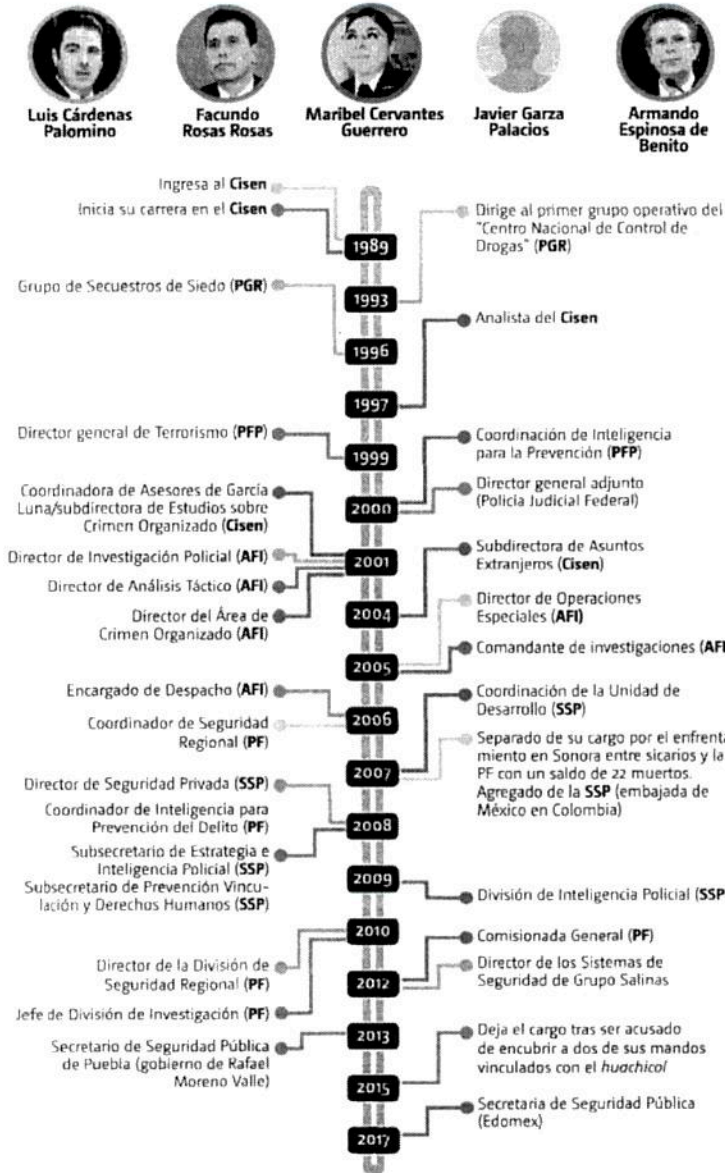 Luis Cárdenas
Palomino
Facundo
Rosas Rosas
Maribel Cervantes
Guerrero
Javier Garza
Palacios
Armando
Espinosa de
Benito
Ingresa al Cisen
Inicia su carrera en el Cisen
1989
Dirige al primer grupo operativo del
"Centro Nacional de Control de
Drogas" (PGR)
Grupo de Secuestros de Siedo (PGR)
1993
1996
Analista del Cisen
1997
Director general de Terrorismo (PFP)
1999
Coordinación de Inteligencia
para la Prevención (PFP)
Director general adjunto
(Policía Judicial Federal)
2000
Coordinadora de Asesores de García
Luna/subdirectora de Estudios sobre
Crimen Organizado (Cisen)
Director de Investigación Policial (AFI)
Director de Análisis Táctico (AFI)
Director del Área de
Crimen Organizado (AFI)
2001
Subdirectora de Asuntos
Extranjeros (Cisen)
2004
Director de Operaciones
Especiales (AFI)
Comandante de investigaciones (AFI
2005
Encargado de Despacho (AFI)
Coordinador de Seguridad
Regional (PF)
2006
Coordinación de la Unidad de
Desarrollo (SSP)
Separado de su cargo por el enfrenta
miento en Sonora entre sicarios y la
PF con un saldo de 22 muertos.
Agregado de la SSP (embajada de
México en Colombia)
2007
Director de Seguridad Privada (SSP)
Coordinador de Inteligencia para
Prevención del Delito (PF)
Subsecretario de Estrategia e
Inteligencia Policial (SSP)
Subsecretario de Prevención Vincu-
lación y Derechos Humanos (SSP)
2008
2009
División de Inteligencia Policial (SSP
2010
Director de la División de
Seguridad Regional (PF)
Jefe de División de Investigación (PF)
Comisionada General (PF)
Director de los Sistemas de
Seguridad de Grupo Salinas
2012
2013
Secretario de Seguridad Pública
de Puebla (gobierno de Rafael
Moreno Valle)
Deja el cargo tras ser acusado
de encubrir a dos de sus mandos
vinculados con el huachicol
2015
Secretaria de Seguridad Pública
(Edomex)
2017